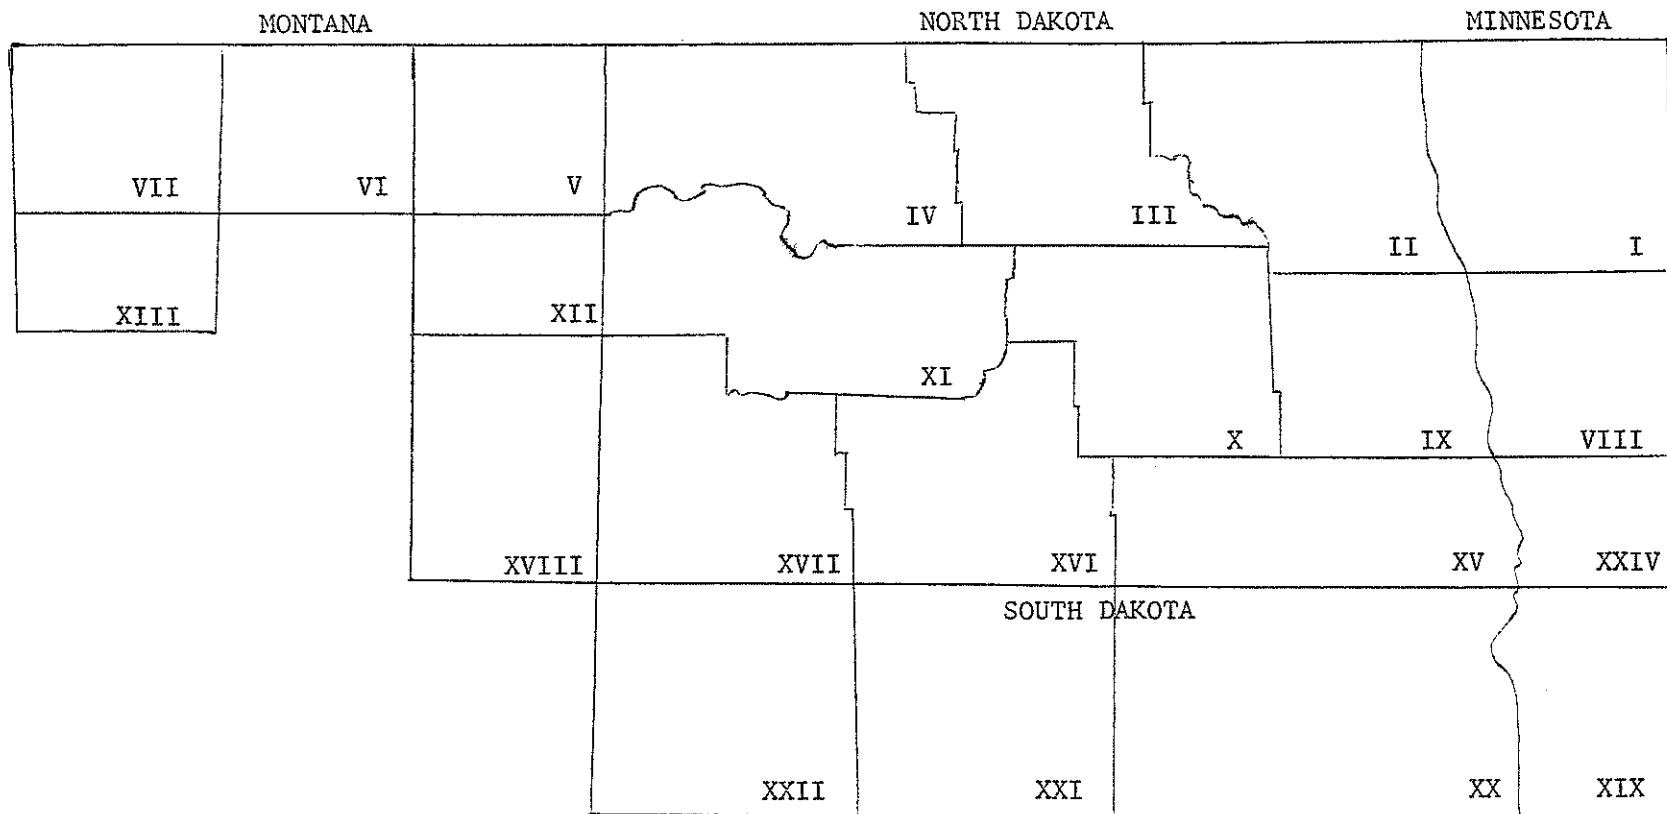 MONTANA NORTH DAKOTA MINNESOTA
VII VI V IV III II I
XIII XII XI X IX VIII
XVIII XVII XVI XV XXIV
SOUTH DAKOTA
XXII XXI XX XIX